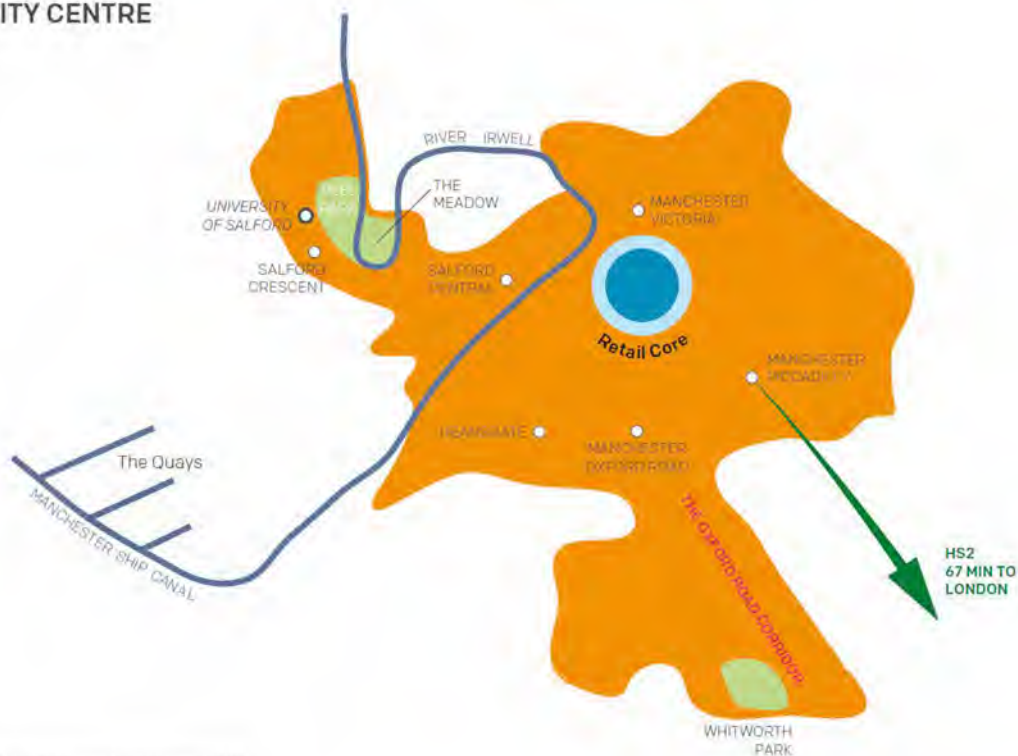 ITY CENTRE
RIVER IRWELL
THE
MEADOW
UNIVERSITY
OF SALFORD
SALFORD
CRESCENT
SALFORD
CENTRAL
MANCHESTER
VICTORIA
Retail Core
MANCHESTER
PICCADILLY
DEANSGATE
MANCHESTER
OXFORD ROAD
The Quays
MANCHESTER SHIP CANAL
THE OXFORD ROAD CORRIDOR
HS2
67 MIN TO
LONDON
WHITWORTH
PARK